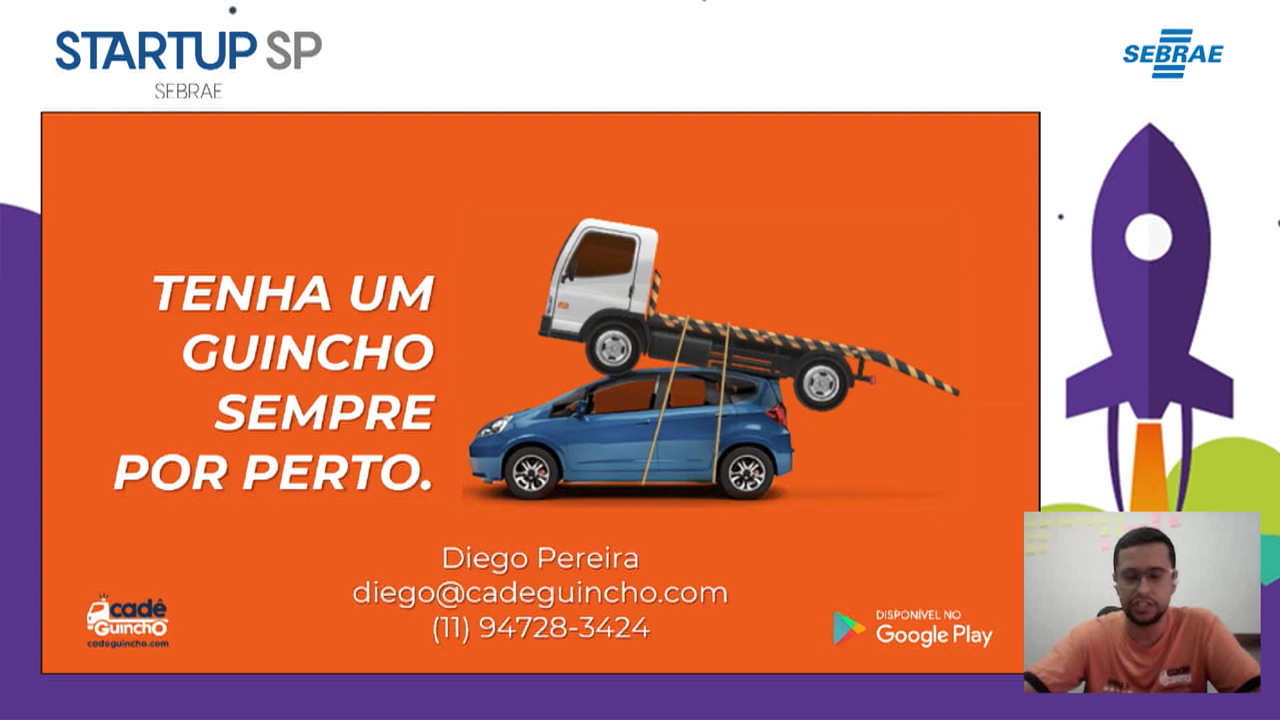 STARTUP SP
SEBRAE
SEBRAE
TENHA UM
GUINCHO
SEMPRE
POR PERTO.
Diego Pereira
diego@cadeguincho.com
(11) 94728-3424
cadê
GuinchO
cadeguincho.com
DISPONÍVEL NO
Google Play